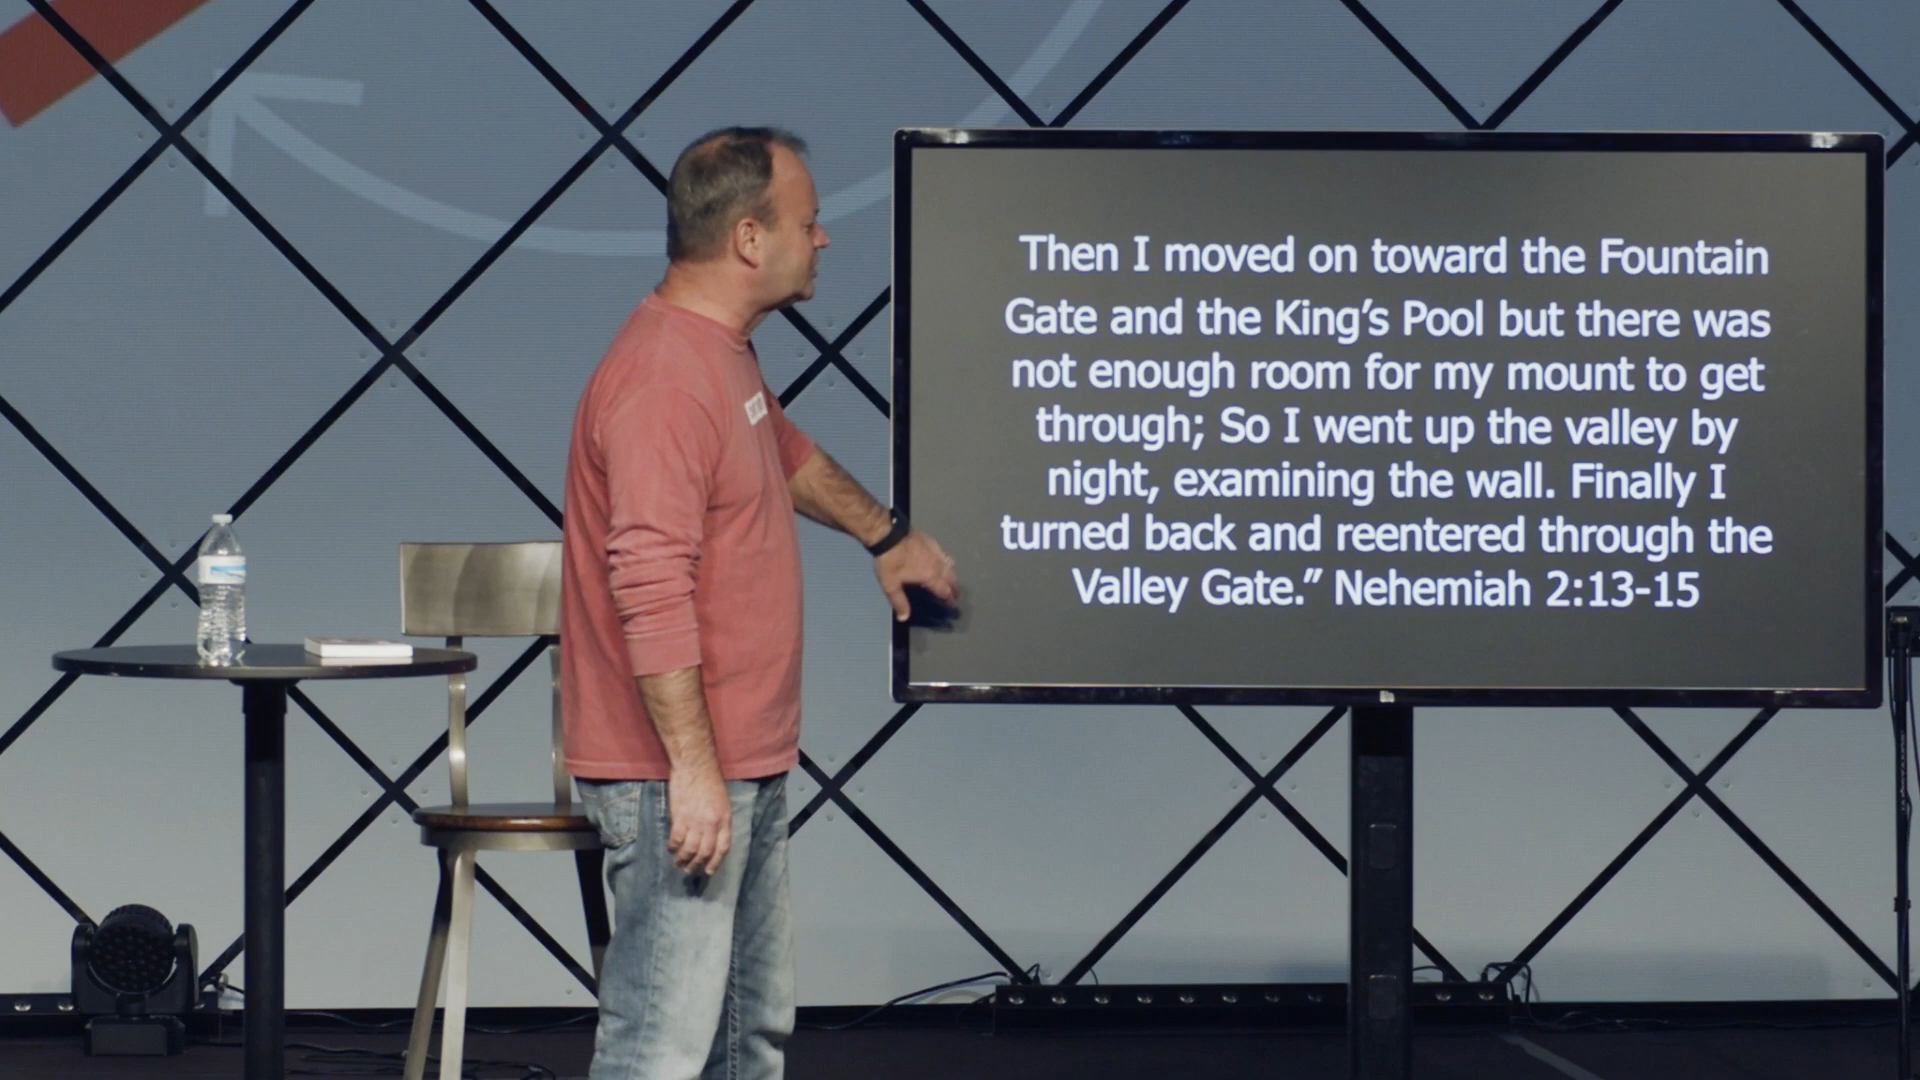 Then I moved on toward the Fountain
Gate and the King's Pool but there was
not enough room for my mount to get
through; So I went up the valley by
night, examining the wall. Finally I
turned back and reentered through the
Valley Gate.” Nehemiah 2:13-15